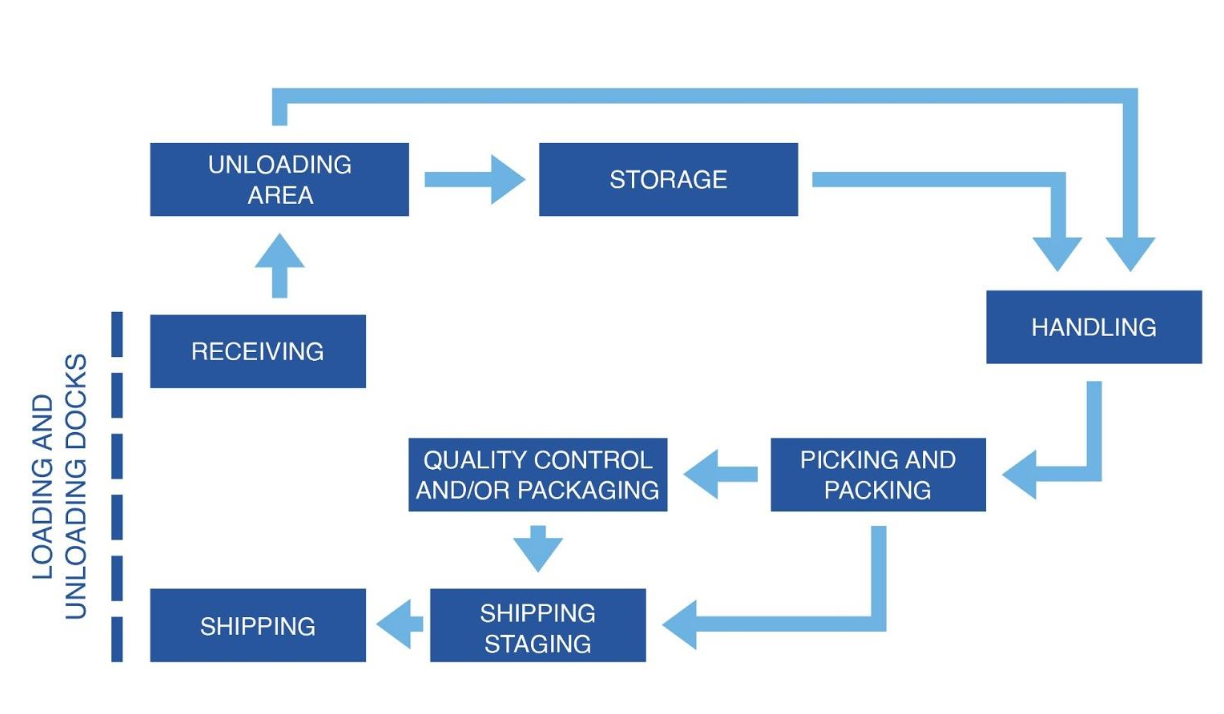 UNLOADING
AREA
STORAGE
HANDLING
RECEIVING
LOADING AND
UNLOADING DOCKS
QUALITY CONTROL
AND/OR PACKAGING
PICKING AND
PACKING
SHIPPING
SHIPPING
STAGING